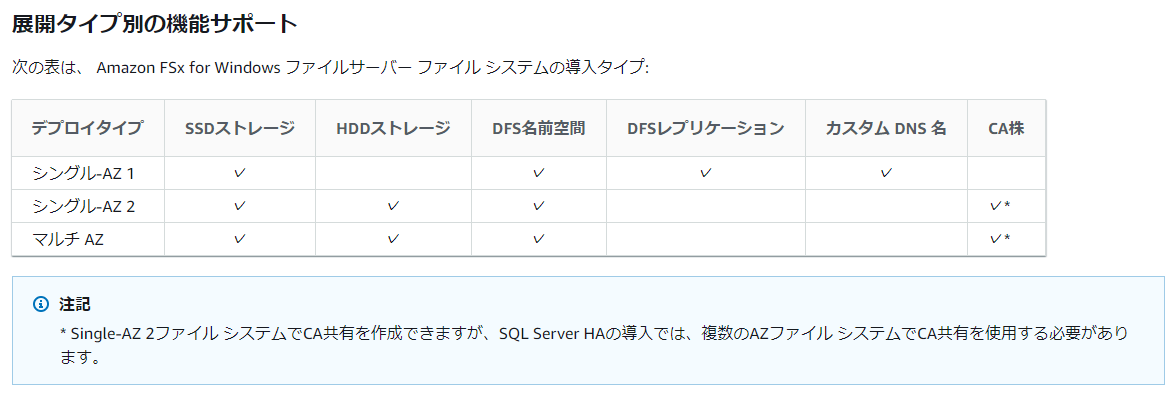 展開タイプ別の機能サポート
次の表は、 Amazon FSx for Windows ファイルサーバー ファイル システムの導入タイプ:
デプロイタイプ SSDストレージ HDDストレージ DFS名前空間 DFSレプリケーション カスタム DNS 名 CA株
シングル-AZ 1 ✓ ✓ ✓ ✓
シングル-AZ 2 ✓ ✓ ✓ ✓*
マルチ AZ ✓ ✓ ✓ ✓*
注記
* Single-AZ 2ファイル システムでCA共有を作成できますが、SQL Server HAの導入では、複数のAZファイル システムでCA共有を使用する必要があり
ます。